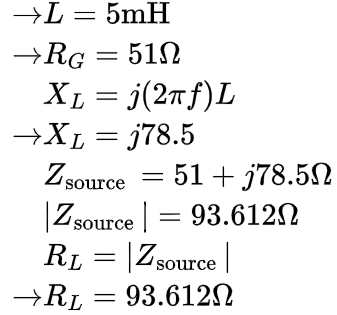 →L = 5mH
→R_G = 51Ω
X_L = j(2πf)L
→X_L = j78.5
Z_source = 51 + j78.5Ω
|Z_source| = 93.612Ω
R_L = |Z_source|
→R_L = 93.612Ω